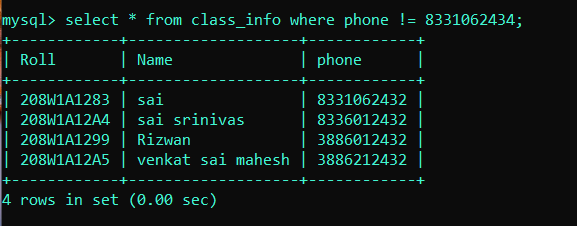 mysql> select * from class_info where phone != 8331062434;
+------------+-------------------+------------+
| Roll       | Name              | phone      |
+------------+-------------------+------------+
| 208W1A1283 | sai               | 8331062432 |
| 208W1A12A4 | sai srinivas      | 8336012432 |
| 208W1A1299 | Rizwan            | 3886012432 |
| 208W1A12A5 | venkat sai mahesh | 3886212432 |
+------------+-------------------+------------+
4 rows in set (0.00 sec)